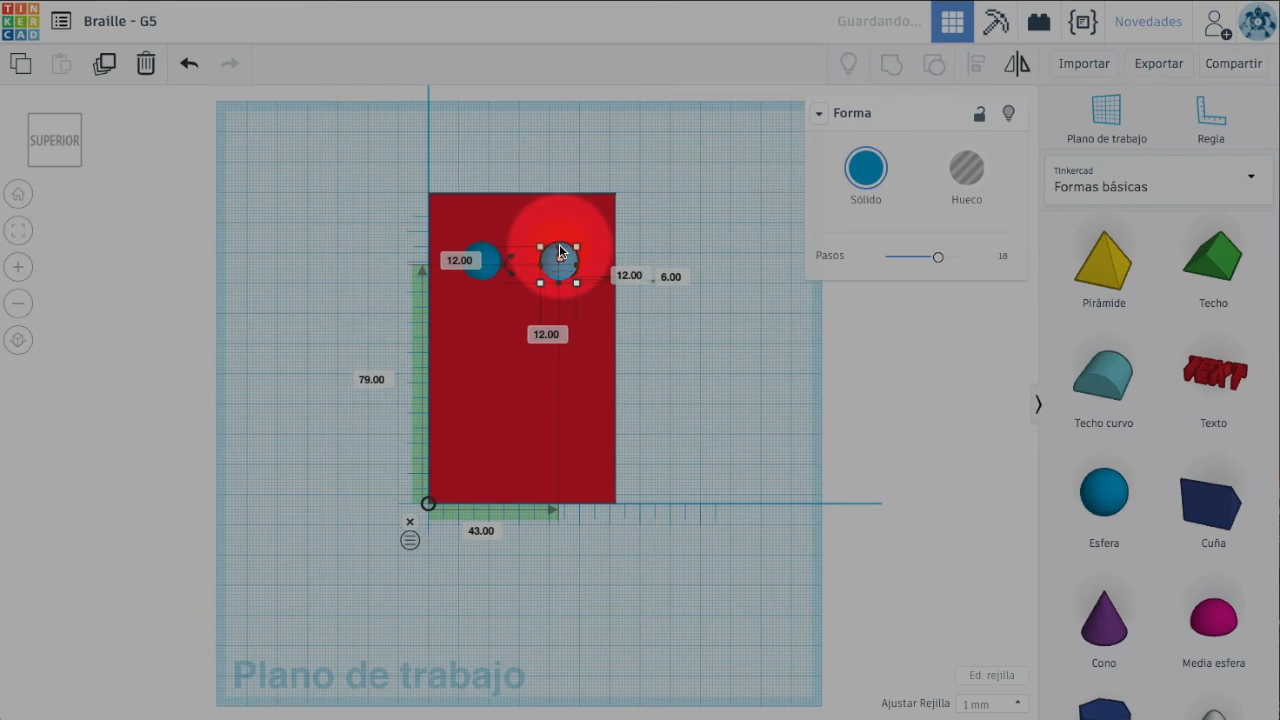 TIN
KER
CAD
Braille - G5
Guardando...
Novedades
Importar
Exportar
Compartir
SUPERIOR
Forma
Sólido
Hueco
Pasos
18
Plano de trabajo
Regla
Tinkercad
Formas básicas
Pirámide
Techo
Techo curvo
Texto
TEXT
Esfera
Cuña
Cono
Media esfera
12.00
12.00
6.00
12.00
79.00
43.00
Plano de trabajo
Ed. rejilla
Ajustar Rejilla
1 mm